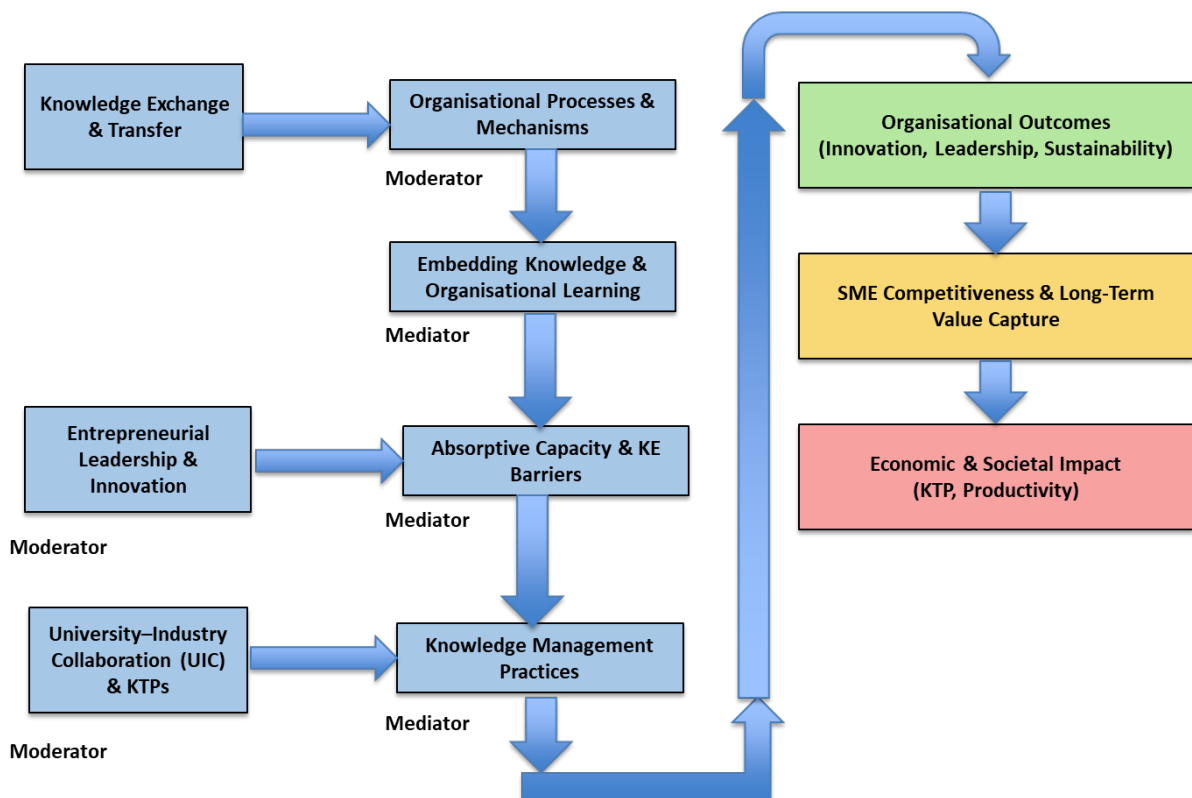 Knowledge Exchange
& Transfer
Organisational Processes &
Mechanisms
Moderator
Embedding Knowledge &
Organisational Learning
Mediator
Entrepreneurial
Leadership &
Innovation
Moderator
Absorptive Capacity & KE
Barriers
Mediator
University–Industry
Collaboration (UIC)
& KTPs
Moderator
Knowledge Management
Practices
Mediator
Organisational Outcomes
(Innovation, Leadership, Sustainability)
SME Competitiveness & Long-Term
Value Capture
Economic & Societal Impact
(KTP, Productivity)